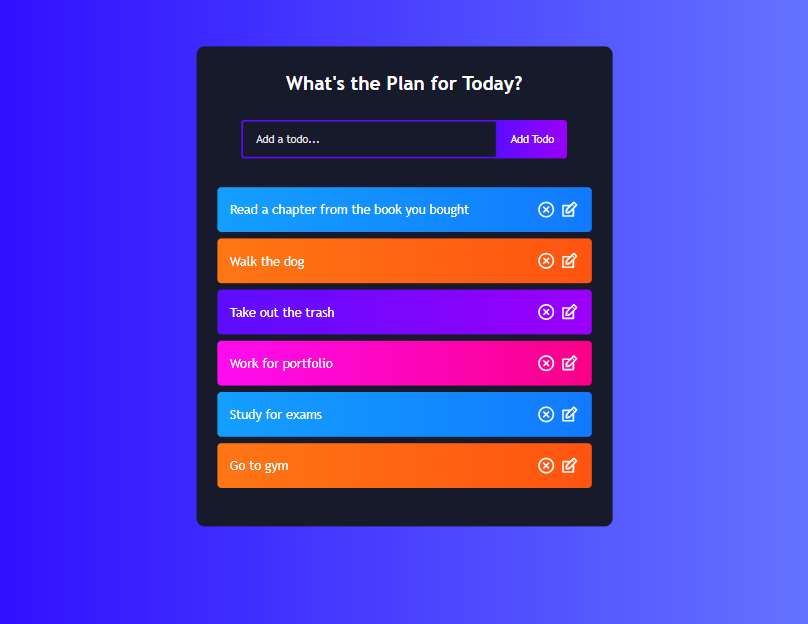 What's the Plan for Today?
Add a todo...
Add Todo
Read a chapter from the book you bought
Walk the dog
Take out the trash
Work for portfolio
Study for exams
Go to gym